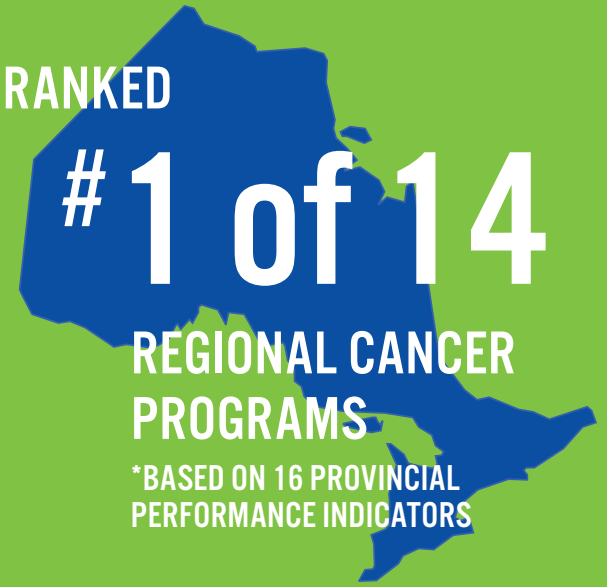 RANKED
#1 of 14
REGIONAL CANCER
PROGRAMS
*BASED ON 16 PROVINCIAL
PERFORMANCE INDICATORS